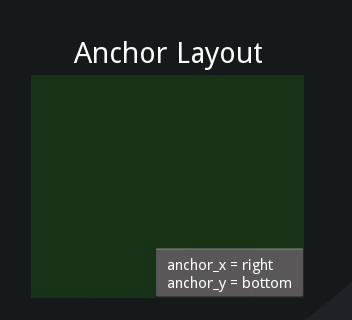 Anchor Layout
anchor_x = right
anchor_y = bottom